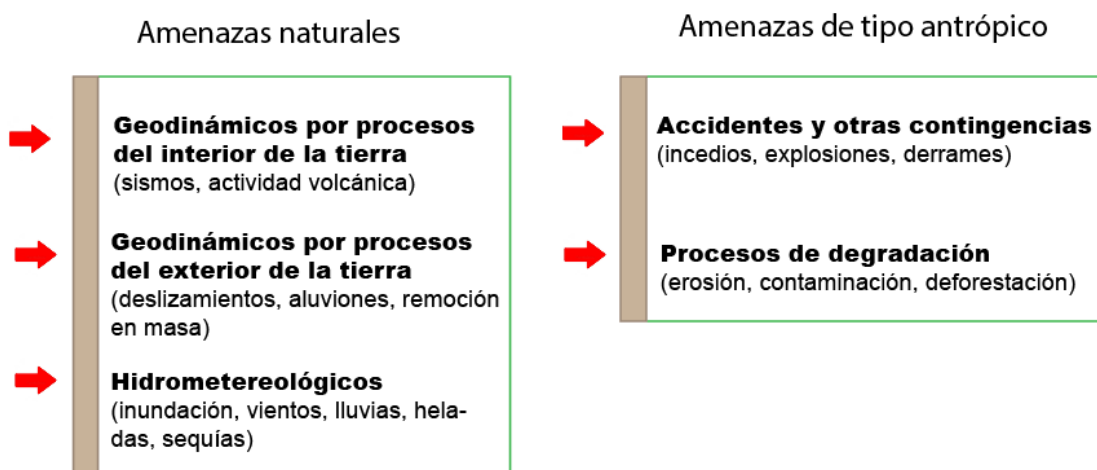 Amenazas naturales
Geodinámicos por procesos
del interior de la tierra
(sismos, actividad volcánica)
Geodinámicos por procesos
del exterior de la tierra
(deslizamientos, aluviones, remoción
en masa)
Hidrometereológicos
(inundación, vientos, lluvias, hela-
das, sequías)
Amenazas de tipo antrópico
Accidentes y otras contingencias
(incedios, explosiones, derrames)
Procesos de degradación
(erosión, contaminación, deforestación)